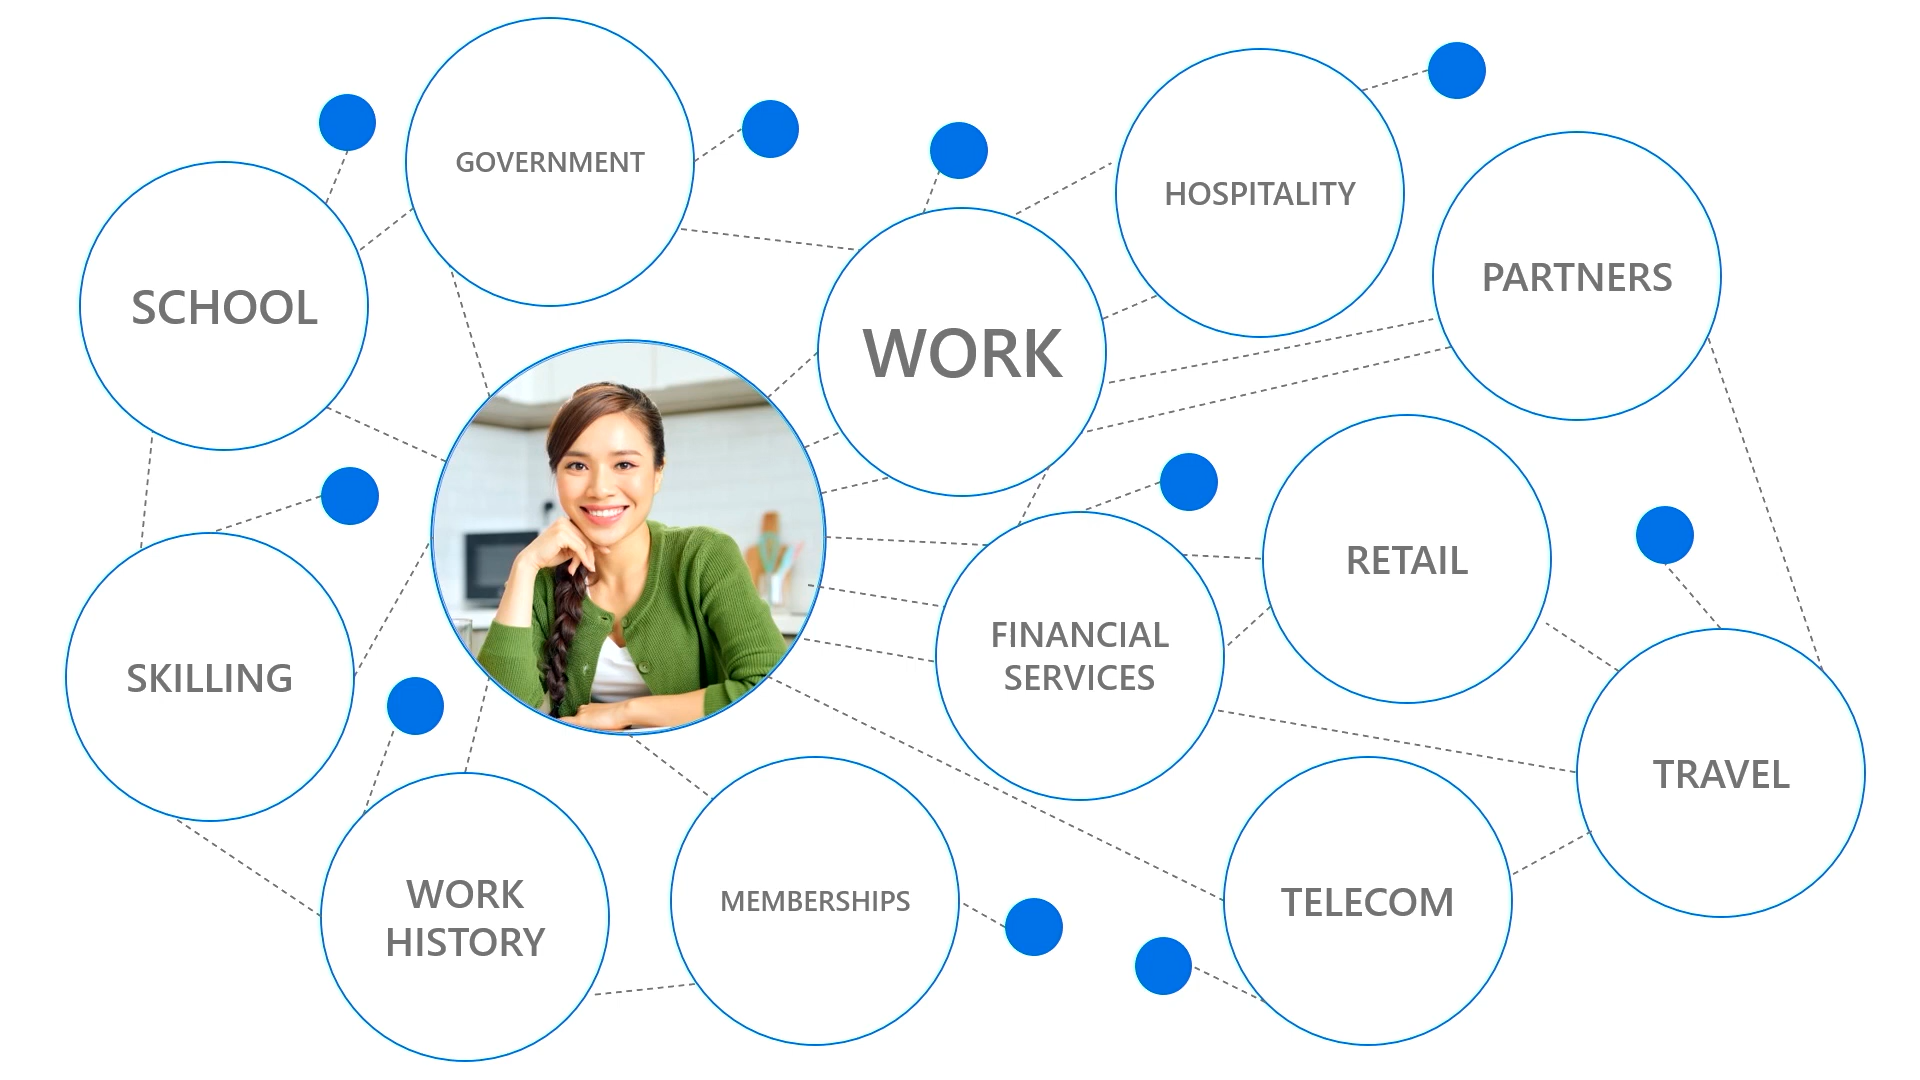 GOVERNMENT
HOSPITALITY
PARTNERS
SCHOOL
WORK
RETAIL
FINANCIAL
SERVICES
SKILLING
TRAVEL
WORK
HISTORY
MEMBERSHIPS
TELECOM